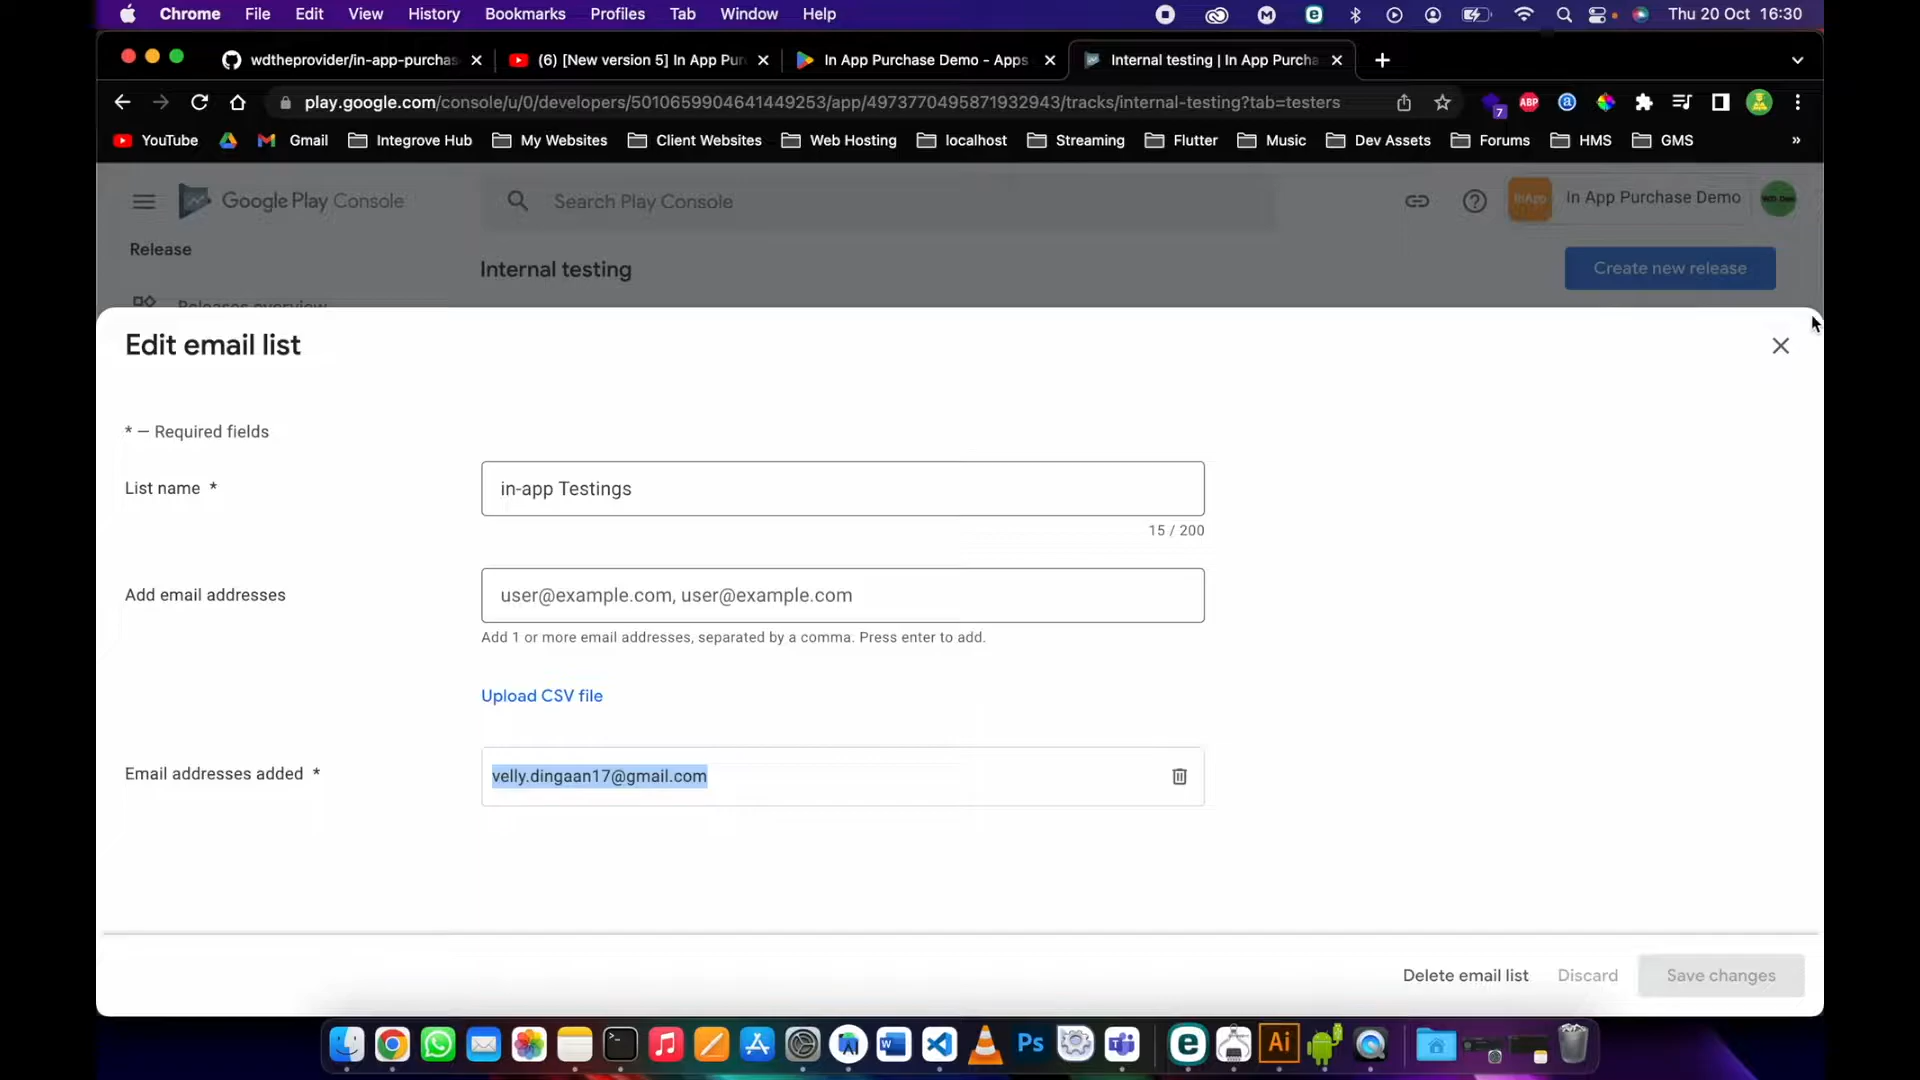 Chrome File Edit View History Bookmarks Profiles Tab Window Help Thu 20 Oct 16:30
wdtheprovider/in-app-purchas (6) [New version 5] In App Pur In App Purchase Demo - Apps Internal testing | In App Purcha
play.google.com/console/u/0/developers/5010659904641449253/app/4973770495871932943/tracks/internal-testing?tab=testers ABP 7
YouTube Gmail Integrove Hub My Websites Client Websites Web Hosting localhost Streaming Flutter Music Dev Assets Forums HMS GMS »
Google Play Console Search Play Console InApp In App Purchase Demo
Release
Internal testing Create new release
Releases overview
Edit email list
* — Required fields
List name * in-app Testings
15 / 200
Add email addresses user@example.com, user@example.com
Add 1 or more email addresses, separated by a comma. Press enter to add.
Upload CSV file
Email addresses added * velly.dingaan17@gmail.com
Delete email list Discard Save changes
Ps Ai